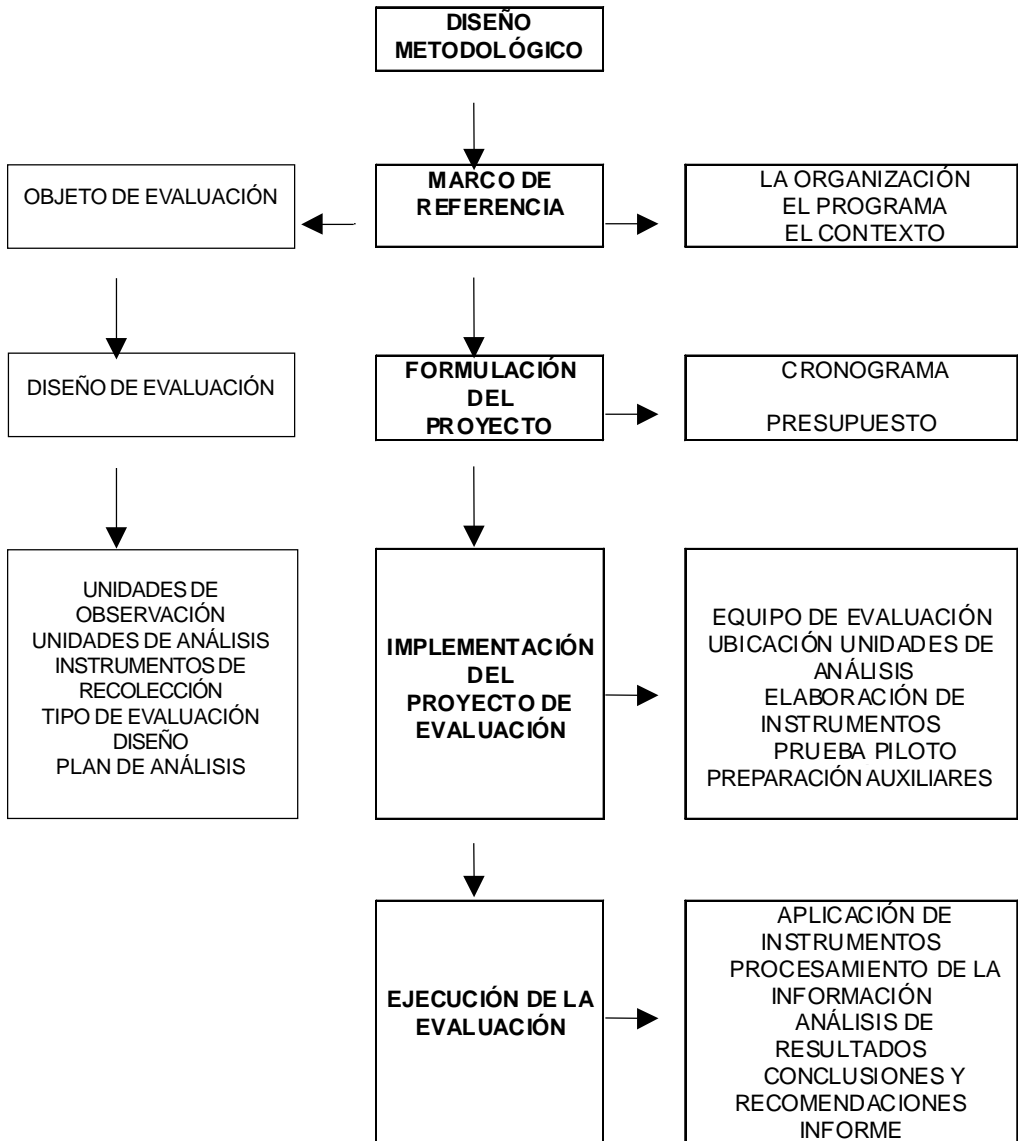 DISEÑO
METODOLÓGICO
OBJETO DE EVALUACIÓN
MARCO DE
REFERENCIA
LA ORGANIZACIÓN
EL PROGRAMA
EL CONTEXTO
DISEÑO DE EVALUACIÓN
FORMULACIÓN
DEL
PROYECTO
CRONOGRAMA
PRESUPUESTO
UNIDADES DE
OBSERVACIÓN
UNIDADES DE ANÁLISIS
INSTRUMENTOS DE
RECOLECCIÓN
TIPO DE EVALUACIÓN
DISEÑO
PLAN DE ANÁLISIS
IMPLEMENTACIÓN
DEL
PROYECTO DE
EVALUACIÓN
EQUIPO DE EVALUACIÓN
UBICACIÓN UNIDADES DE
ANÁLISIS
ELABORACIÓN DE
INSTRUMENTOS
PRUEBA PILOTO
PREPARACIÓN AUXILIARES
EJECUCIÓN DE LA
EVALUACIÓN
APLICACIÓN DE
INSTRUMENTOS
PROCESAMIENTO DE LA
INFORMACIÓN
ANÁLISIS DE
RESULTADOS
CONCLUSIONES Y
RECOMENDACIONES
INFORME